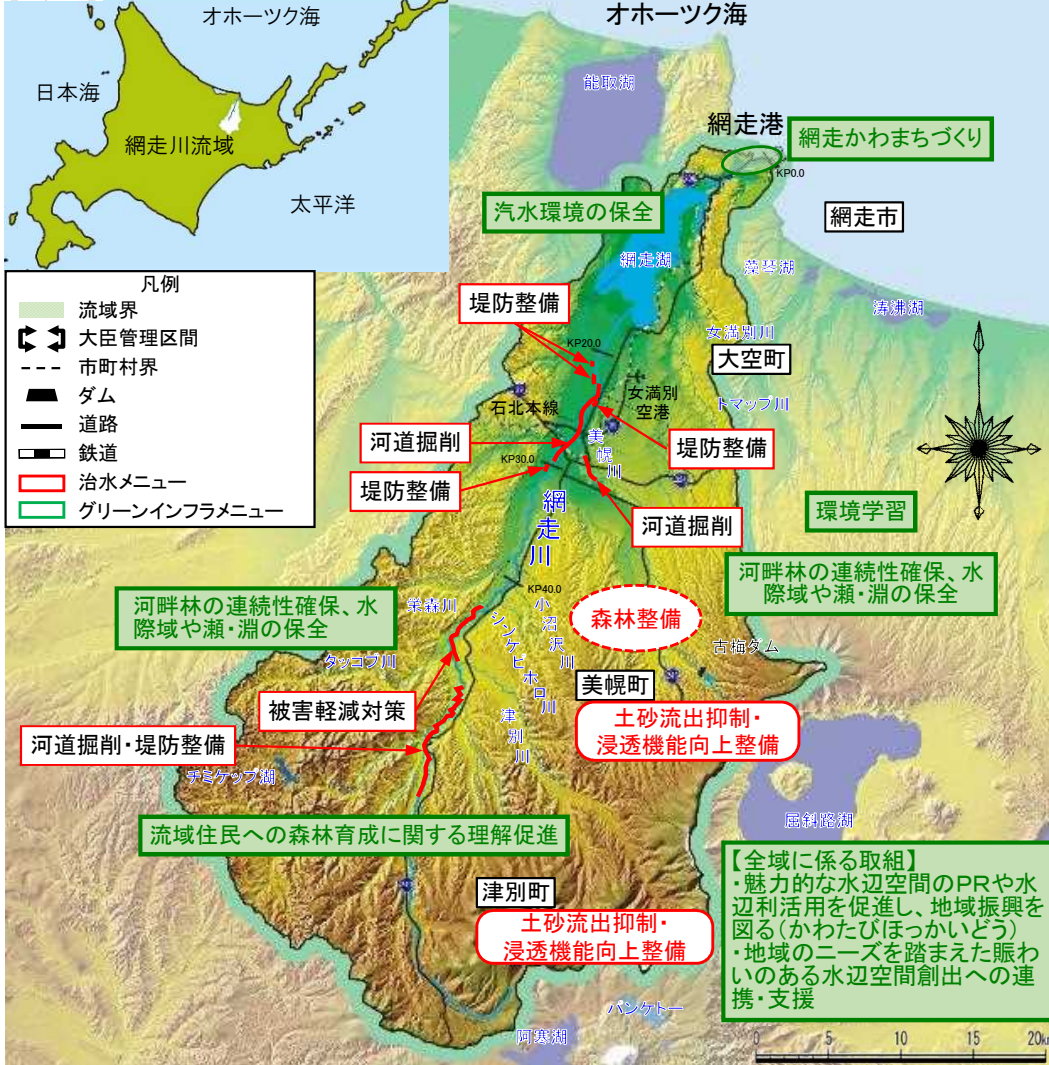 オホーツク海
日本海
網走川流域
太平洋
オホーツク海
能取湖
網走港
網走かわまちづくり
KP0.0
汽水環境の保全
網走市
網走湖
藻琴湖
濤沸湖
凡例
流域界
大臣管理区間
市町村界
ダム
道路
鉄道
治水メニュー
グリーンインフラメニュー
堤防整備
KP20.0
女満別川
大空町
石北本線
女満別
空港
トマップ川
河道掘削
美幌川
堤防整備
KP30.0
堤防整備
網走川
河道掘削
環境学習
河畔林の連続性確保、水
際域や瀬・淵の保全
KP40.0
河畔林の連続性確保、水
際域や瀬・淵の保全
栄森川
小沼沢川
シンケピホロ川
森林整備
タッコブ川
古梅ダム
美幌町
被害軽減対策
津別川
土砂流出抑制・
浸透機能向上整備
河道掘削・堤防整備
チミケップ湖
屈斜路湖
流域住民への森林育成に関する理解促進
津別町
土砂流出抑制・
浸透機能向上整備
【全域に係る取組】
・魅力的な水辺空間のPRや水
辺利活用を促進し、地域振興を
図る(かわたびほっかいどう)
・地域のニーズを踏まえた賑わ
いのある水辺空間創出への連
携・支援
パンケトー
阿寒湖
0 5 10 15 20km